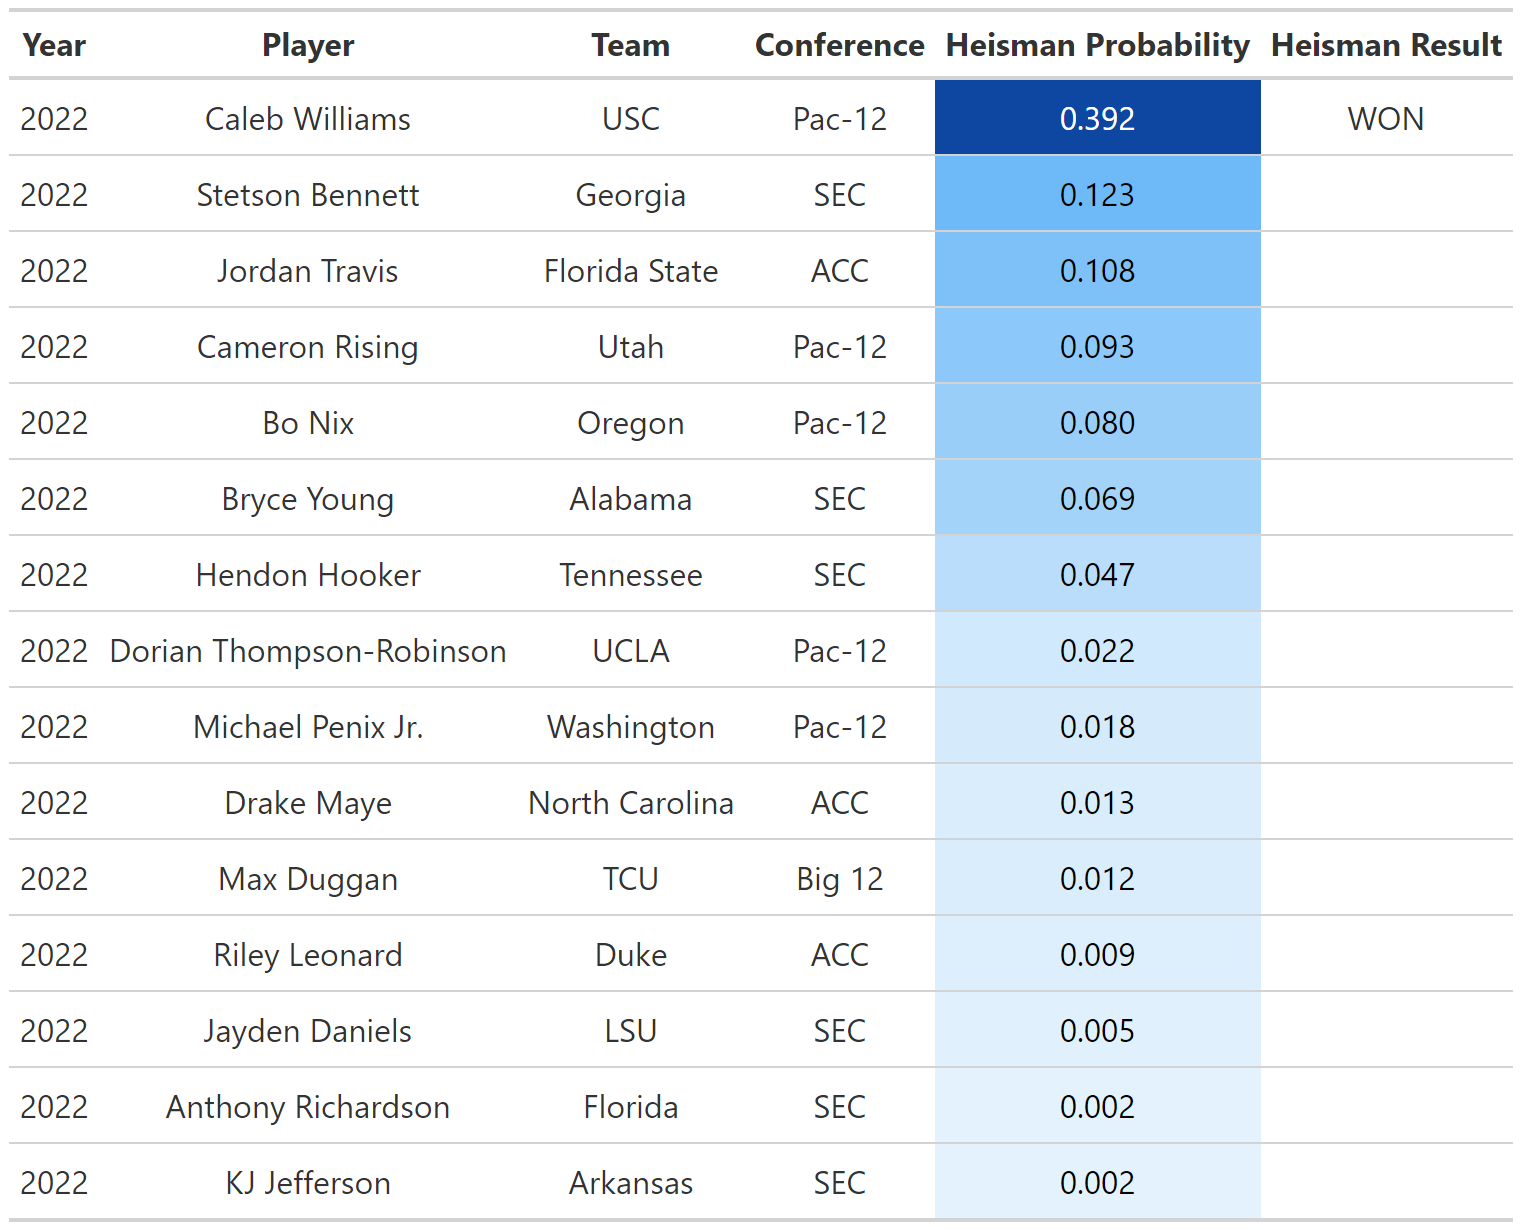 Year Player Team Conference Heisman Probability Heisman Result
2022 Caleb Williams USC Pac-12 0.392 WON
2022 Stetson Bennett Georgia SEC 0.123
2022 Jordan Travis Florida State ACC 0.108
2022 Cameron Rising Utah Pac-12 0.093
2022 Bo Nix Oregon Pac-12 0.080
2022 Bryce Young Alabama SEC 0.069
2022 Hendon Hooker Tennessee SEC 0.047
2022 Dorian Thompson-Robinson UCLA Pac-12 0.022
2022 Michael Penix Jr. Washington Pac-12 0.018
2022 Drake Maye North Carolina ACC 0.013
2022 Max Duggan TCU Big 12 0.012
2022 Riley Leonard Duke ACC 0.009
2022 Jayden Daniels LSU SEC 0.005
2022 Anthony Richardson Florida SEC 0.002
2022 KJ Jefferson Arkansas SEC 0.002